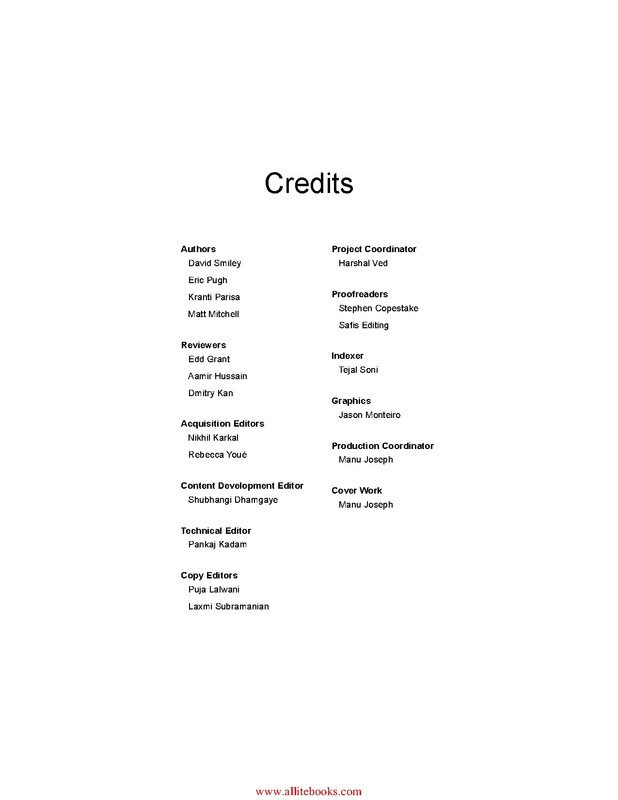 Credits
Authors
David Smiley
Eric Pugh
Kranti Parisa
Matt Mitchell
Reviewers
Edd Grant
Aamir Hussain
Dmitry Kan
Acquisition Editors
Nikhil Karkal
Rebecca Youé
Content Development Editor
Shubhangi Dhamgaye
Technical Editor
Pankaj Kadam
Copy Editors
Puja Lalwani
Laxmi Subramanian
Project Coordinator
Harshal Ved
Proofreaders
Stephen Copestake
Safis Editing
Indexer
Tejal Soni
Graphics
Jason Monteiro
Production Coordinator
Manu Joseph
Cover Work
Manu Joseph
www.allitebooks.com